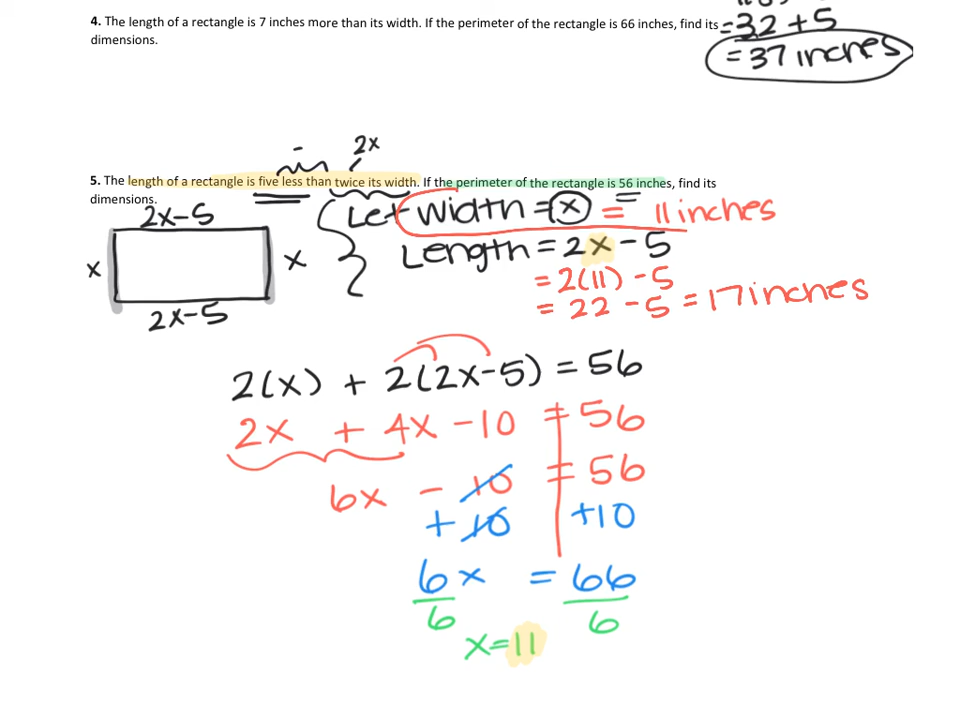 4. The length of a rectangle is 7 inches more than its width. If the perimeter of the rectangle is 66 inches, find its
dimensions.
= 32 + 5
= 37 inches
2x
5. The length of a rectangle is five less than twice its width. If the perimeter of the rectangle is 56 inches, find its
dimensions.
2x-5
Let width = x = 11 inches
x
x
Length = 2x - 5
= 2(11) - 5
= 22 - 5 = 17 inches
2x-5
2(x) + 2(2x-5) = 56
2x + 4x - 10 = 56
6x - 10 = 56
+ 10 +10
6x = 66
6 6
x = 11